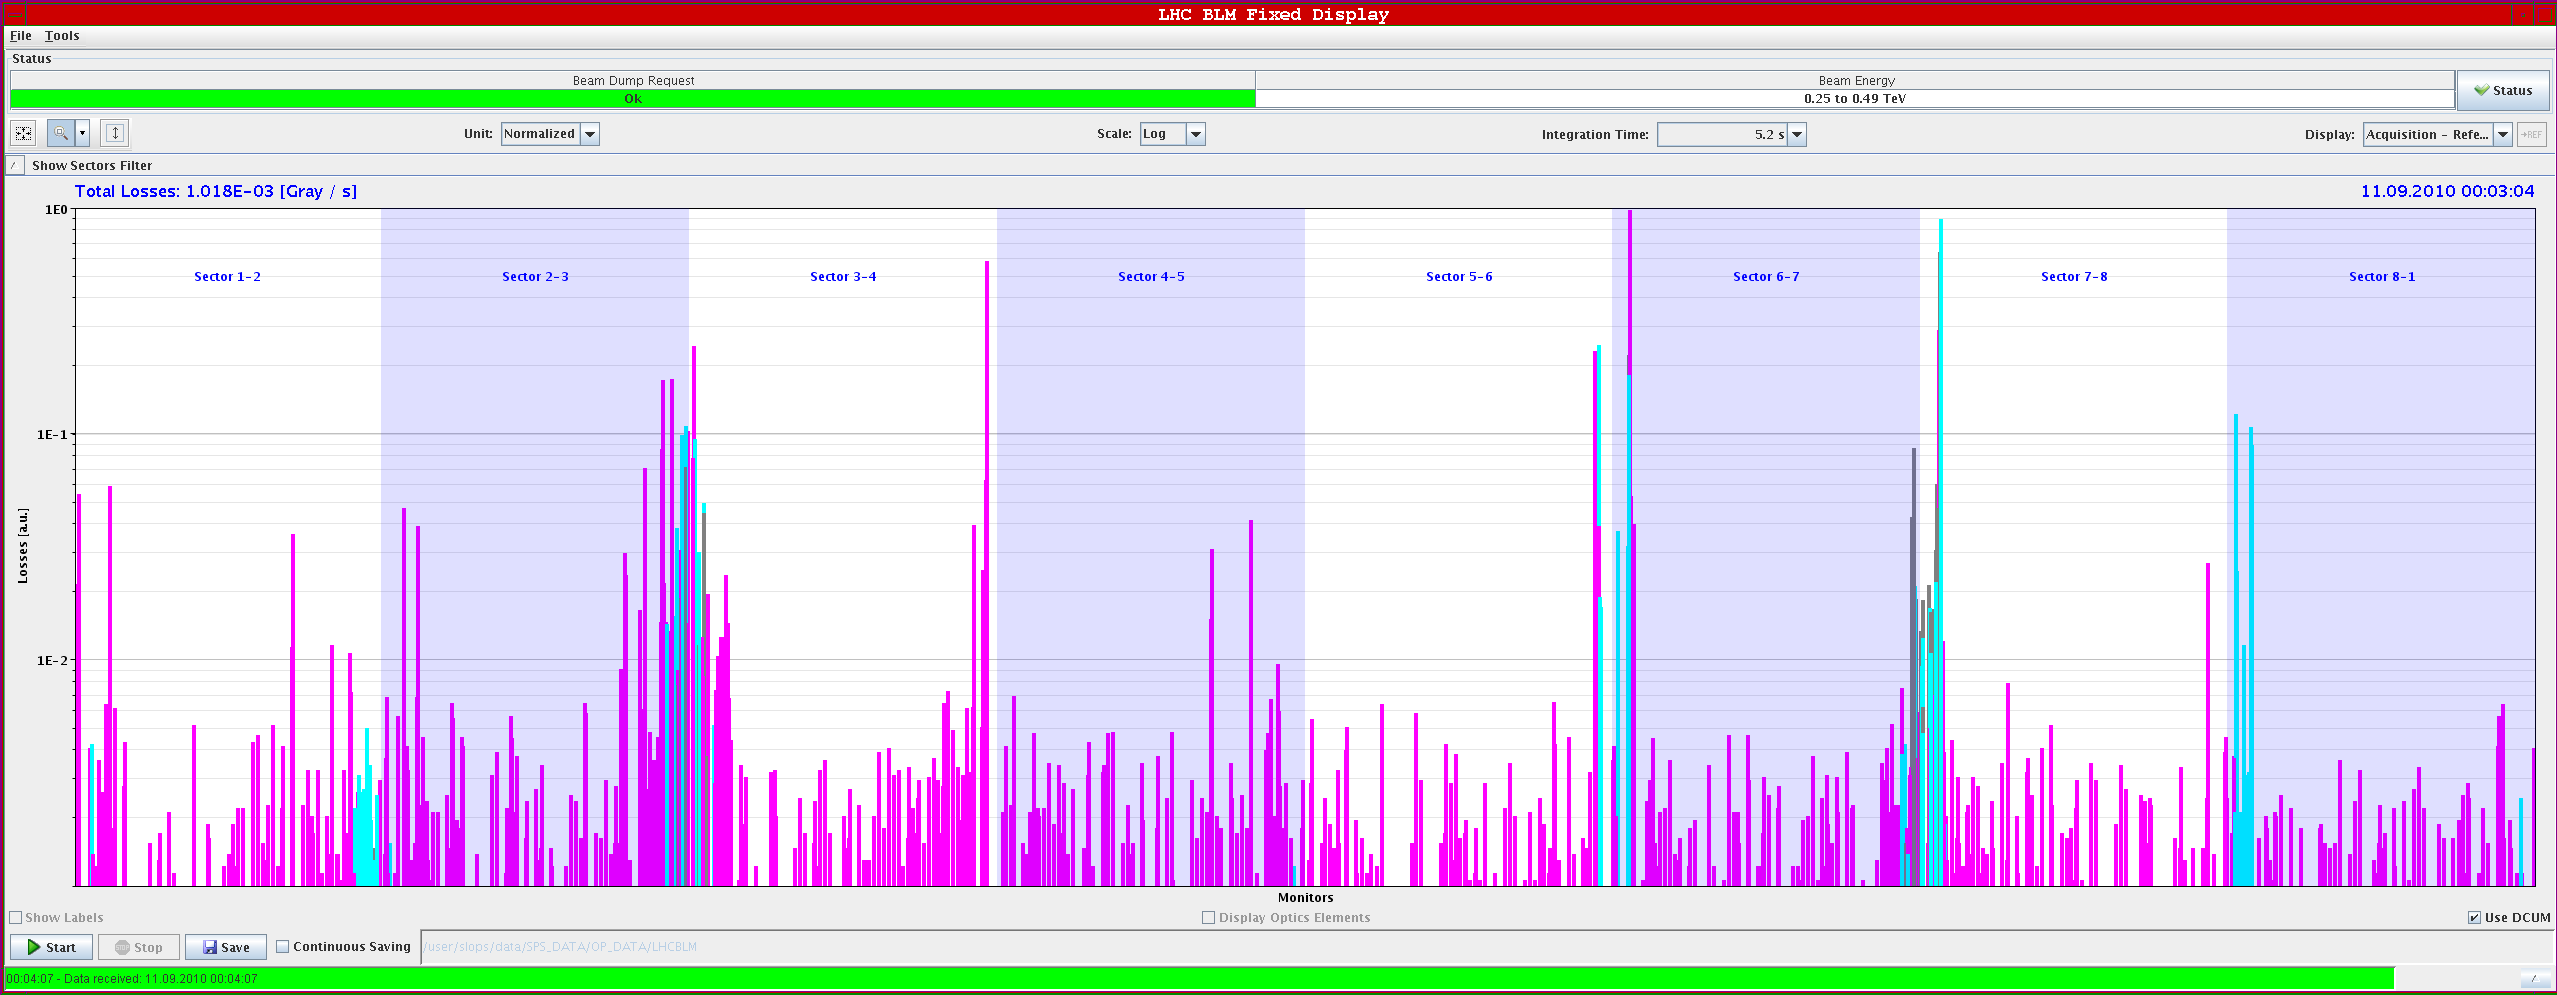 LHC BLM Fixed Display
File Tools
Status
Beam Dump Request Beam Energy
Ok 0.25 to 0.49 TeV Status
Unit: Normalized Scale: Log Integration Time: 5.2 s Display: Acquisition - Refe... →REF
Show Sectors Filter
Total Losses: 1.018E-03 [Gray / s] 11.09.2010 00:03:04
1E0
Sector 1-2 Sector 2-3 Sector 3-4 Sector 4-5 Sector 5-6 Sector 6-7 Sector 7-8 Sector 8-1
1E-1
Losses [a.u.]
1E-2
Monitors
Show Labels Display Optics Elements Use DCUM
Start STOP Stop Save Continuous Saving /user/slops/data/SPS_DATA/OP_DATA/LHCBLM
00:04:07 - Data received: 11.09.2010 00:04:07